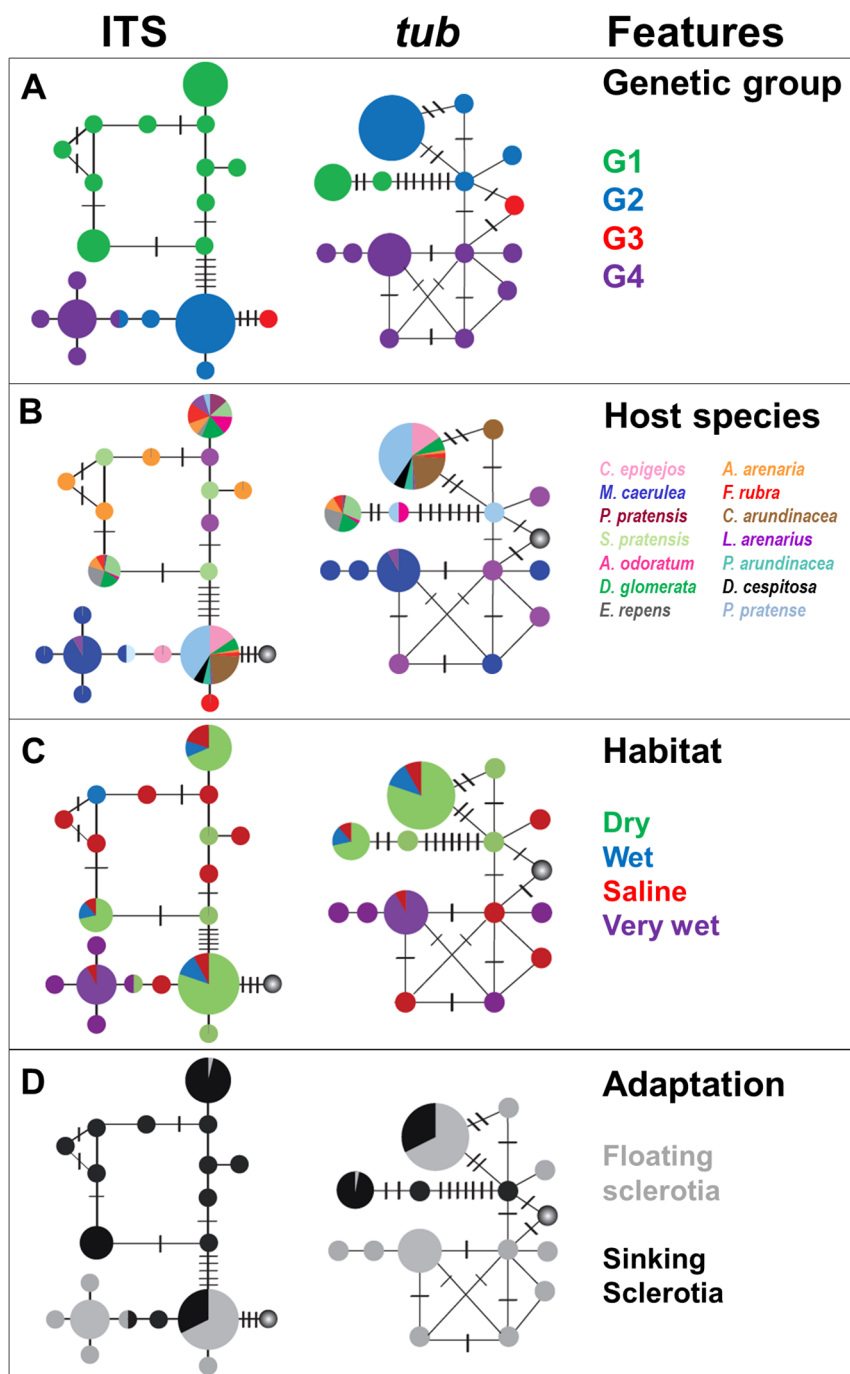 ITS tub Features
A Genetic group
G1
G2
G3
G4
B Host species
C. epigejos A. arenaria
M. caerulea F. rubra
P. pratensis C. arundinacea
S. pratensis L. arenarius
A. odoratum P. arundinacea
D. glomerata D. cespitosa
E. repens P. pratense
C Habitat
Dry
Wet
Saline
Very wet
D Adaptation
Floating
sclerotia
Sinking
Sclerotia